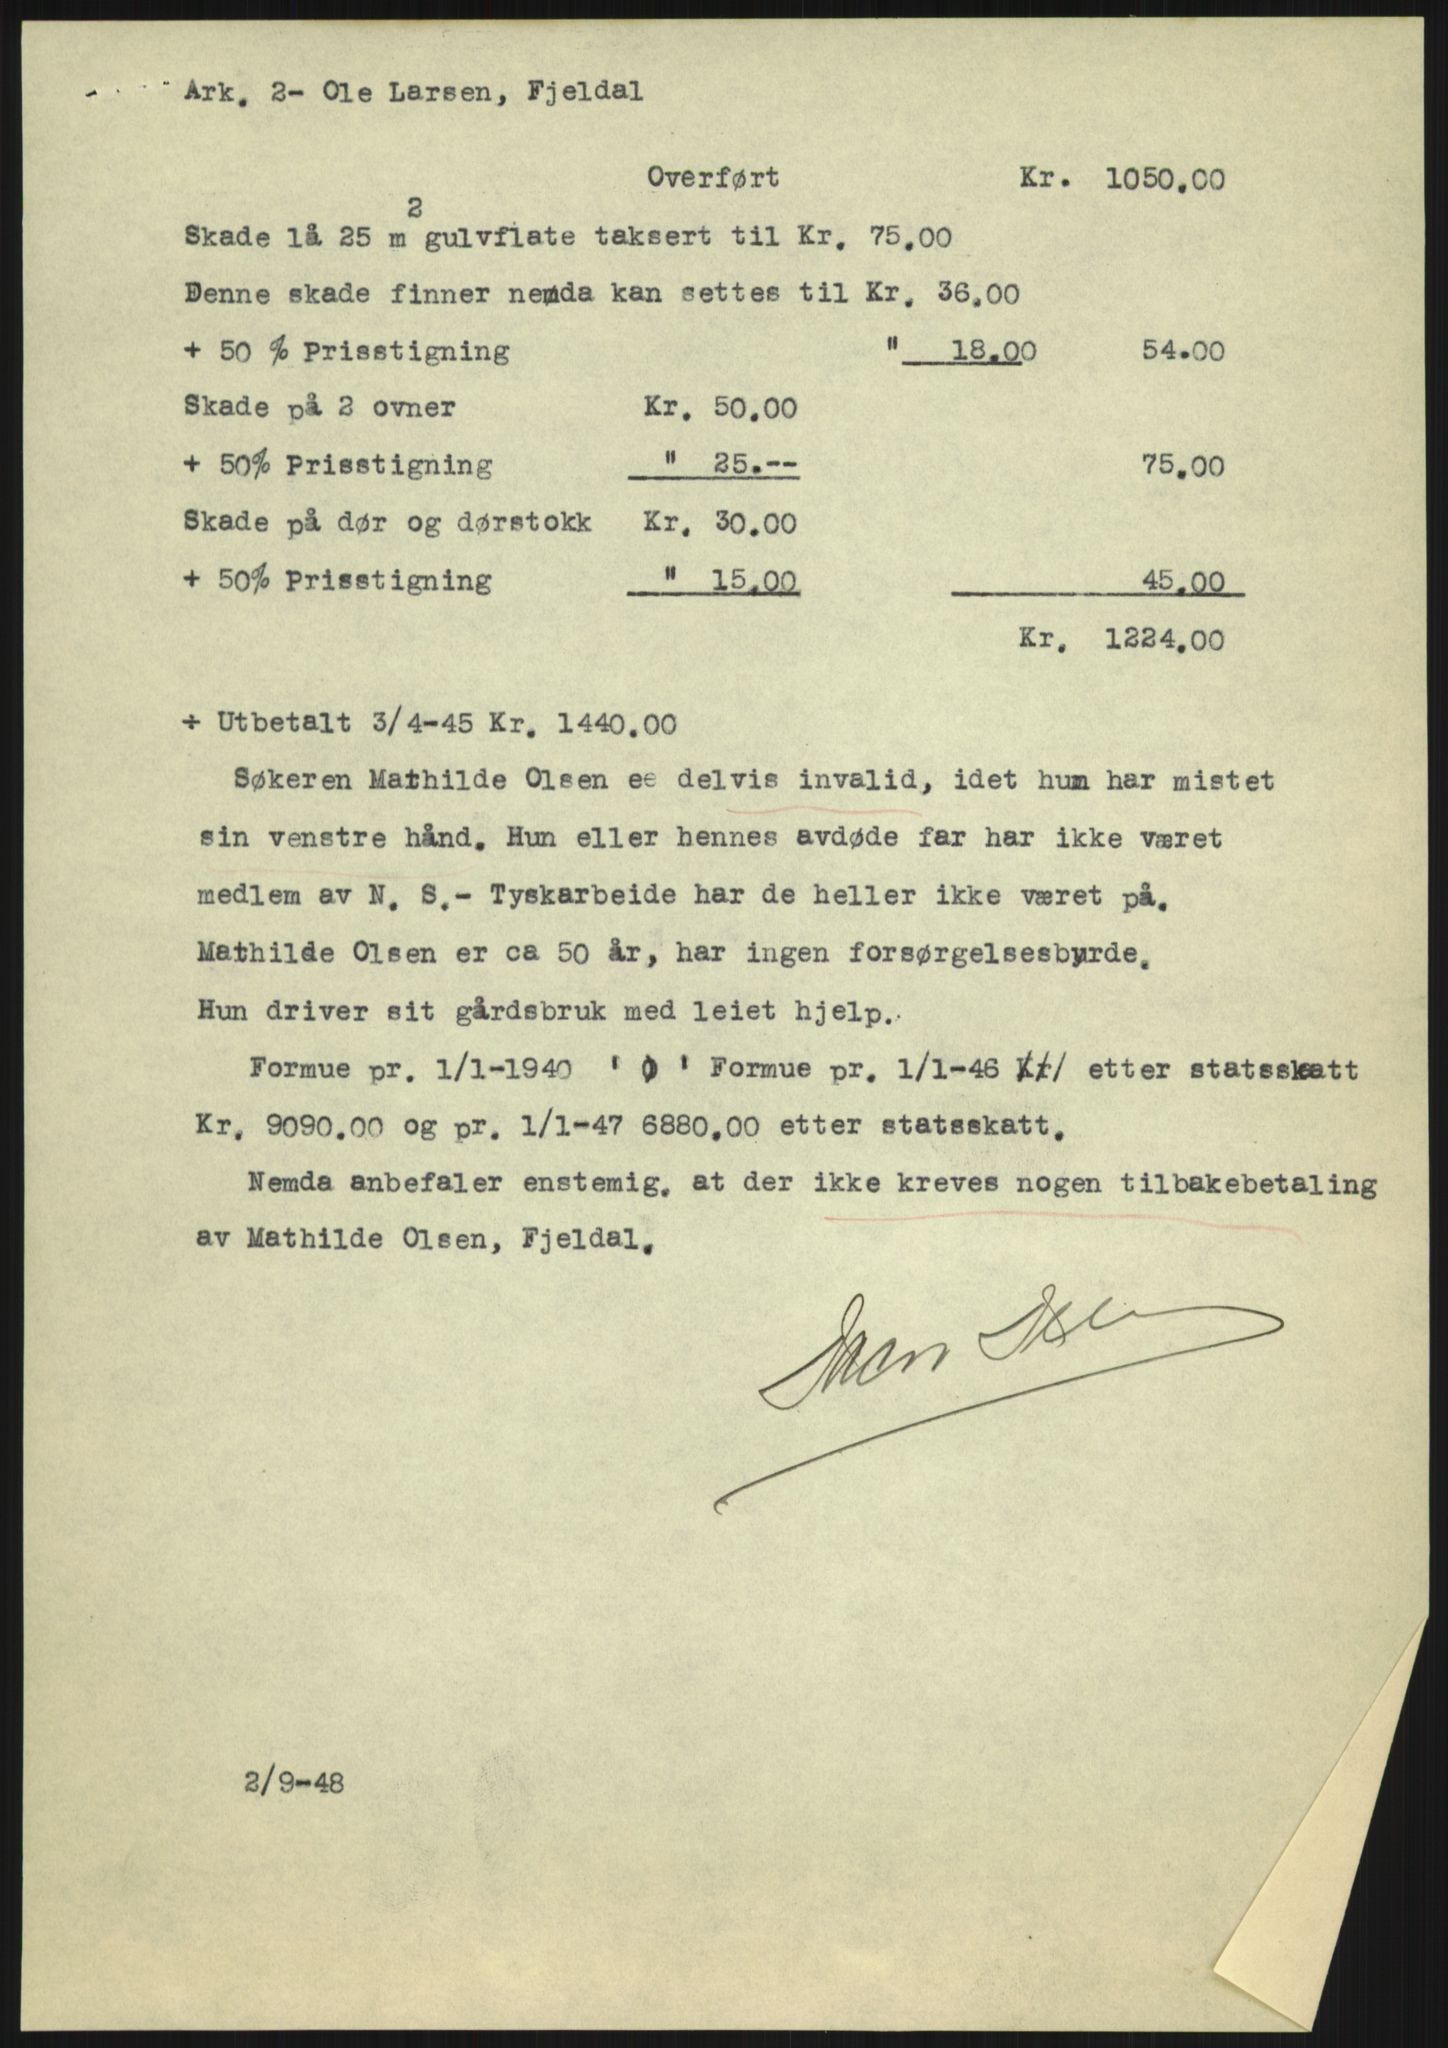 Ark. 2- Ole Larsen, Fjeldal
Overført Kr. 1050.00
Skade lå 25 m2 gulvflate taksert til Kr. 75.00
Denne skade finner nemda kan settes til Kr. 36.00
+ 50 % Prisstigning " 18.00 54.00
Skade på 2 ovner Kr. 50.00
+ 50% Prisstigning " 25.-- 75.00
Skade på dør og dørstokk Kr. 30.00
+ 50% Prisstigning " 15.00 45.00
Kr. 1224.00
÷ Utbetalt 3/4-45 Kr. 1440.00
Søkeren Mathilde Olsen ee delvis invalid, idet hun har mistet
sin venstre hånd. Hun eller hennes avdøde far har ikke været
medlem av N. S.- Tyskarbeide har de heller ikke været på.
Mathilde Olsen er ca 50 år, har ingen forsørgelsesbyrde.
Hun driver sit gårdsbruk med leiet hjelp.
Formue pr. 1/1-1940 ' 0 ' Formue pr. 1/1-46 Kr/ etter statsskatt
Kr. 9090.00 og pr. 1/1-47 6880.00 etter statsskatt.
Nemda anbefaler enstemig. at der ikke kreves nogen tilbakebetaling
av Mathilde Olsen, Fjeldal.
2/9-48